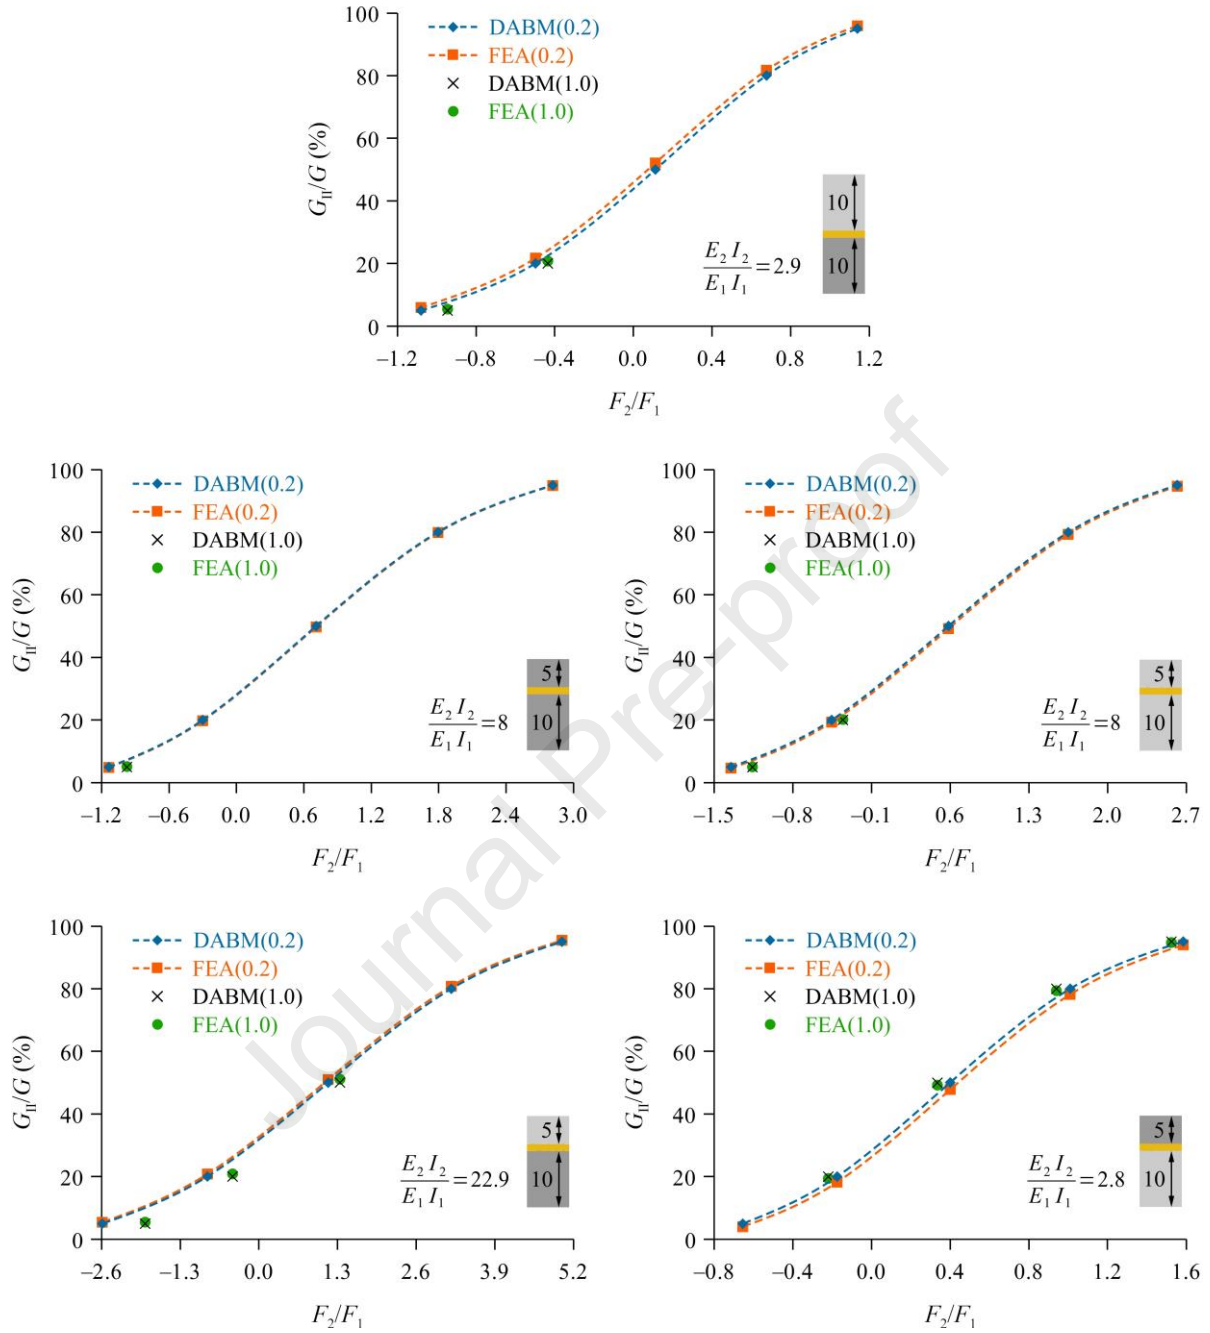 100
80
60
40
20
0
G_II/G (%)
DABM(0.2)
FEA(0.2)
DABM(1.0)
FEA(1.0)
E_2 I_2
E_1 I_1
=2.9
10
10
−1.2 −0.8 −0.4 0.0 0.4 0.8 1.2
F_2/F_1
100
80
60
40
20
0
G_II/G (%)
DABM(0.2)
FEA(0.2)
DABM(1.0)
FEA(1.0)
E_2 I_2
E_1 I_1
=8
5
10
−1.2 −0.6 0.0 0.6 1.2 1.8 2.4 3.0
F_2/F_1
100
80
60
40
20
0
G_II/G (%)
DABM(0.2)
FEA(0.2)
DABM(1.0)
FEA(1.0)
E_2 I_2
E_1 I_1
=8
5
10
−1.5 −0.8 −0.1 0.6 1.3 2.0 2.7
F_2/F_1
100
80
60
40
20
0
G_II/G (%)
DABM(0.2)
FEA(0.2)
DABM(1.0)
FEA(1.0)
E_2 I_2
E_1 I_1
=22.9
5
10
−2.6 −1.3 0.0 1.3 2.6 3.9 5.2
F_2/F_1
100
80
60
40
20
0
G_II/G (%)
DABM(0.2)
FEA(0.2)
DABM(1.0)
FEA(1.0)
E_2 I_2
E_1 I_1
=2.8
5
10
−0.8 −0.4 0.0 0.4 0.8 1.2 1.6
F_2/F_1
Journal Pre-proof